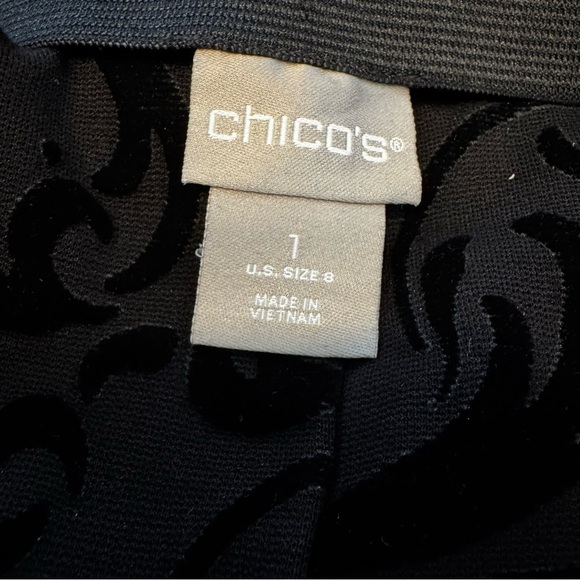 chico's®
1
U.S. SIZE 8
MADE IN
VIETNAM